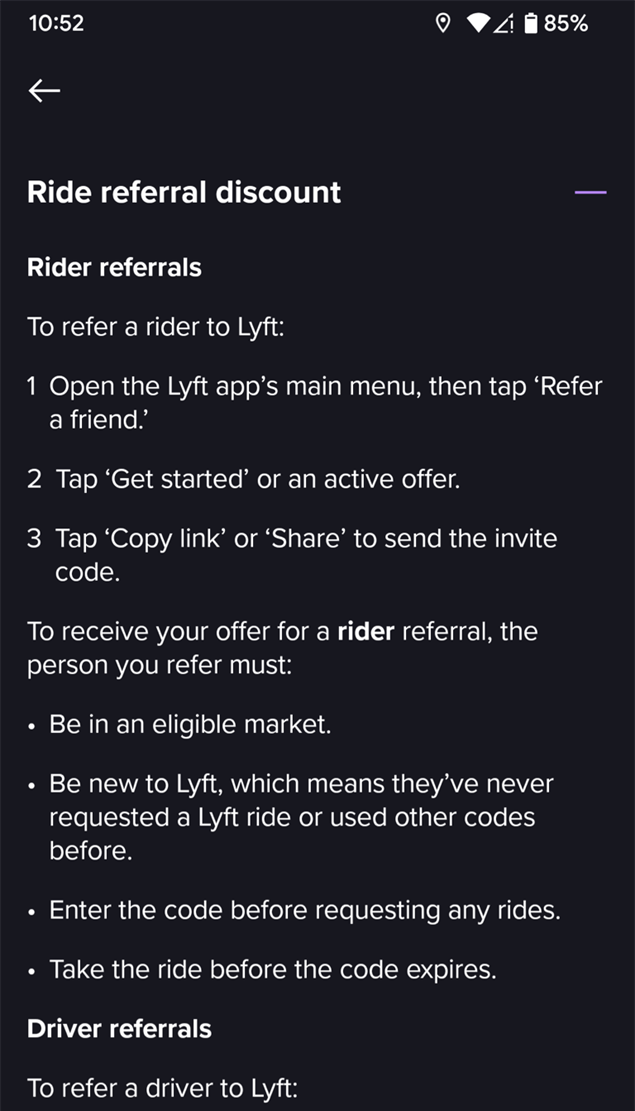 10:52
85%
Ride referral discount
Rider referrals
To refer a rider to Lyft:
1 Open the Lyft app’s main menu, then tap ‘Refer
a friend.’
2 Tap ‘Get started’ or an active offer.
3 Tap ‘Copy link’ or ‘Share’ to send the invite
code.
To receive your offer for a rider referral, the
person you refer must:
• Be in an eligible market.
• Be new to Lyft, which means they’ve never
requested a Lyft ride or used other codes
before.
• Enter the code before requesting any rides.
• Take the ride before the code expires.
Driver referrals
To refer a driver to Lyft: